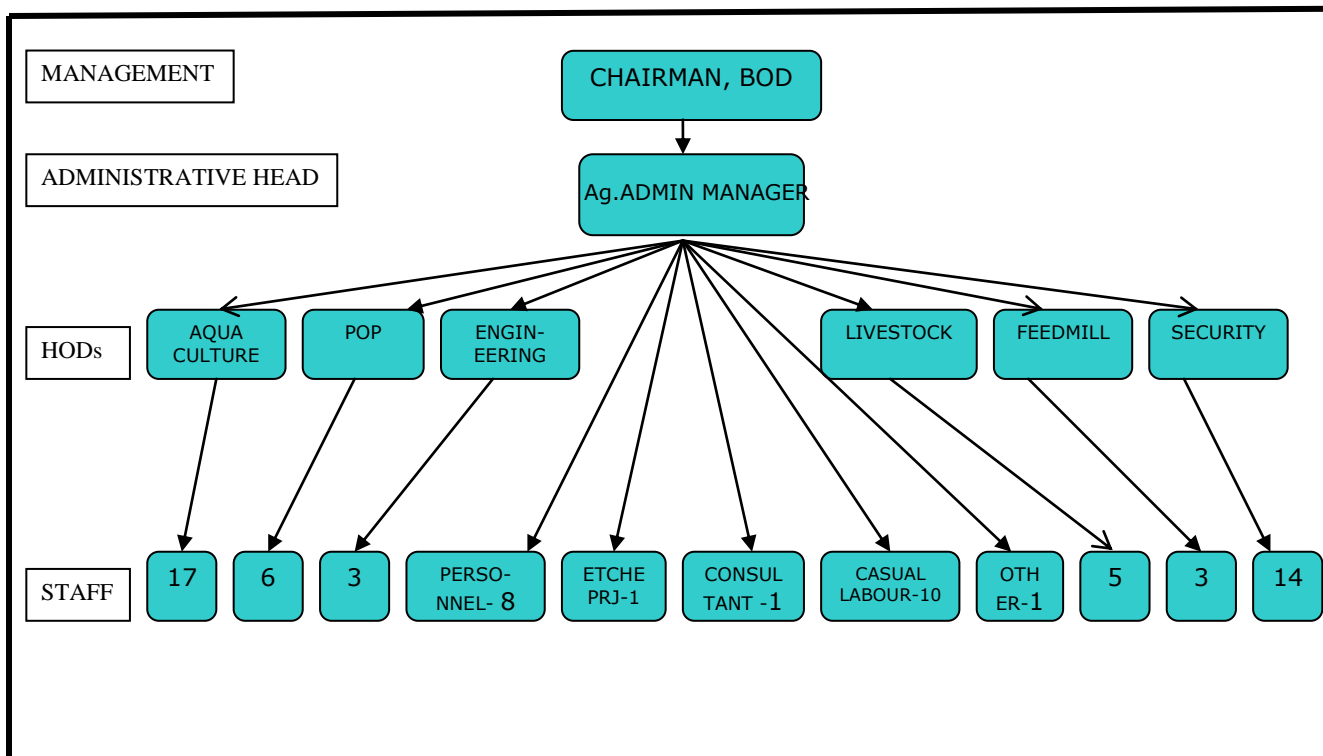 MANAGEMENT
CHAIRMAN, BOD
ADMINISTRATIVE HEAD
Ag.ADMIN MANAGER
HODs
AQUA
CULTURE
POP
ENGIN-
EERING
LIVESTOCK
FEEDMILL
SECURITY
STAFF
17
6
3
PERSO-
NNEL- 8
ETCHE
PRJ-1
CONSUL
TANT -1
CASUAL
LABOUR-10
OTH
ER-1
5
3
14